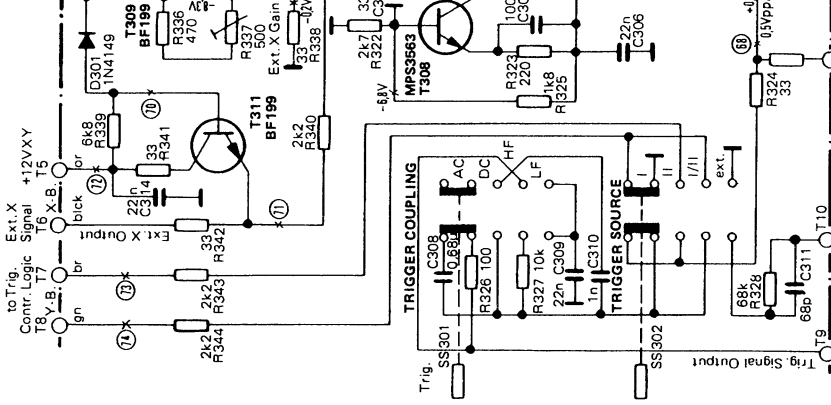 T309
BF199
R336
470
-8,3V
R337
500
Ext. X Gain
33
R338
-0,2V
2k7
R322
MPS3563
T308
-6,8V
R323
220
1k8
R325
22n
C306
68
0,5Vpp
R324
33
D301
1N4149
70
6k8
R339
T311
BF199
2k2
R340
33
R341
+12VXY
T5
or
72
22n
C314
Ext.X
Signal
X-B.
T6
blck
Ext. X Output
33
R342
71
to Trig.
Contr. Logic
Y-B.
T7
br
73
2k2
R343
T8
gn
74
2k2
R344
TRIGGER COUPLING
AC
DC
HF
LF
C308
0,68µ
R326 100
R327 10k
22n C309
1n C310
Trig.
SS301
TRIGGER SOURCE
I
II
I/II
ext.
SS302
68k
R328
68p
C311
T10
T9
Trig. Signal Output